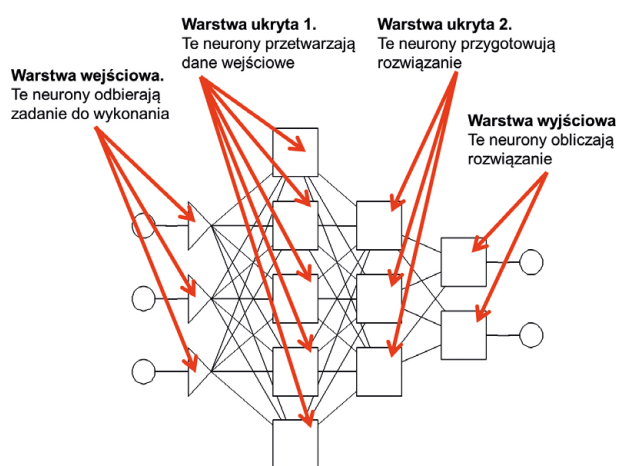 Warstwa wejściowa.
Te neurony odbierają
zadanie do wykonania
Warstwa ukryta 1.
Te neurony przetwarzają
dane wejściowe
Warstwa ukryta 2.
Te neurony przygotowują
rozwiązanie
Warstwa wyjściowa
Te neurony obliczają
rozwiązanie